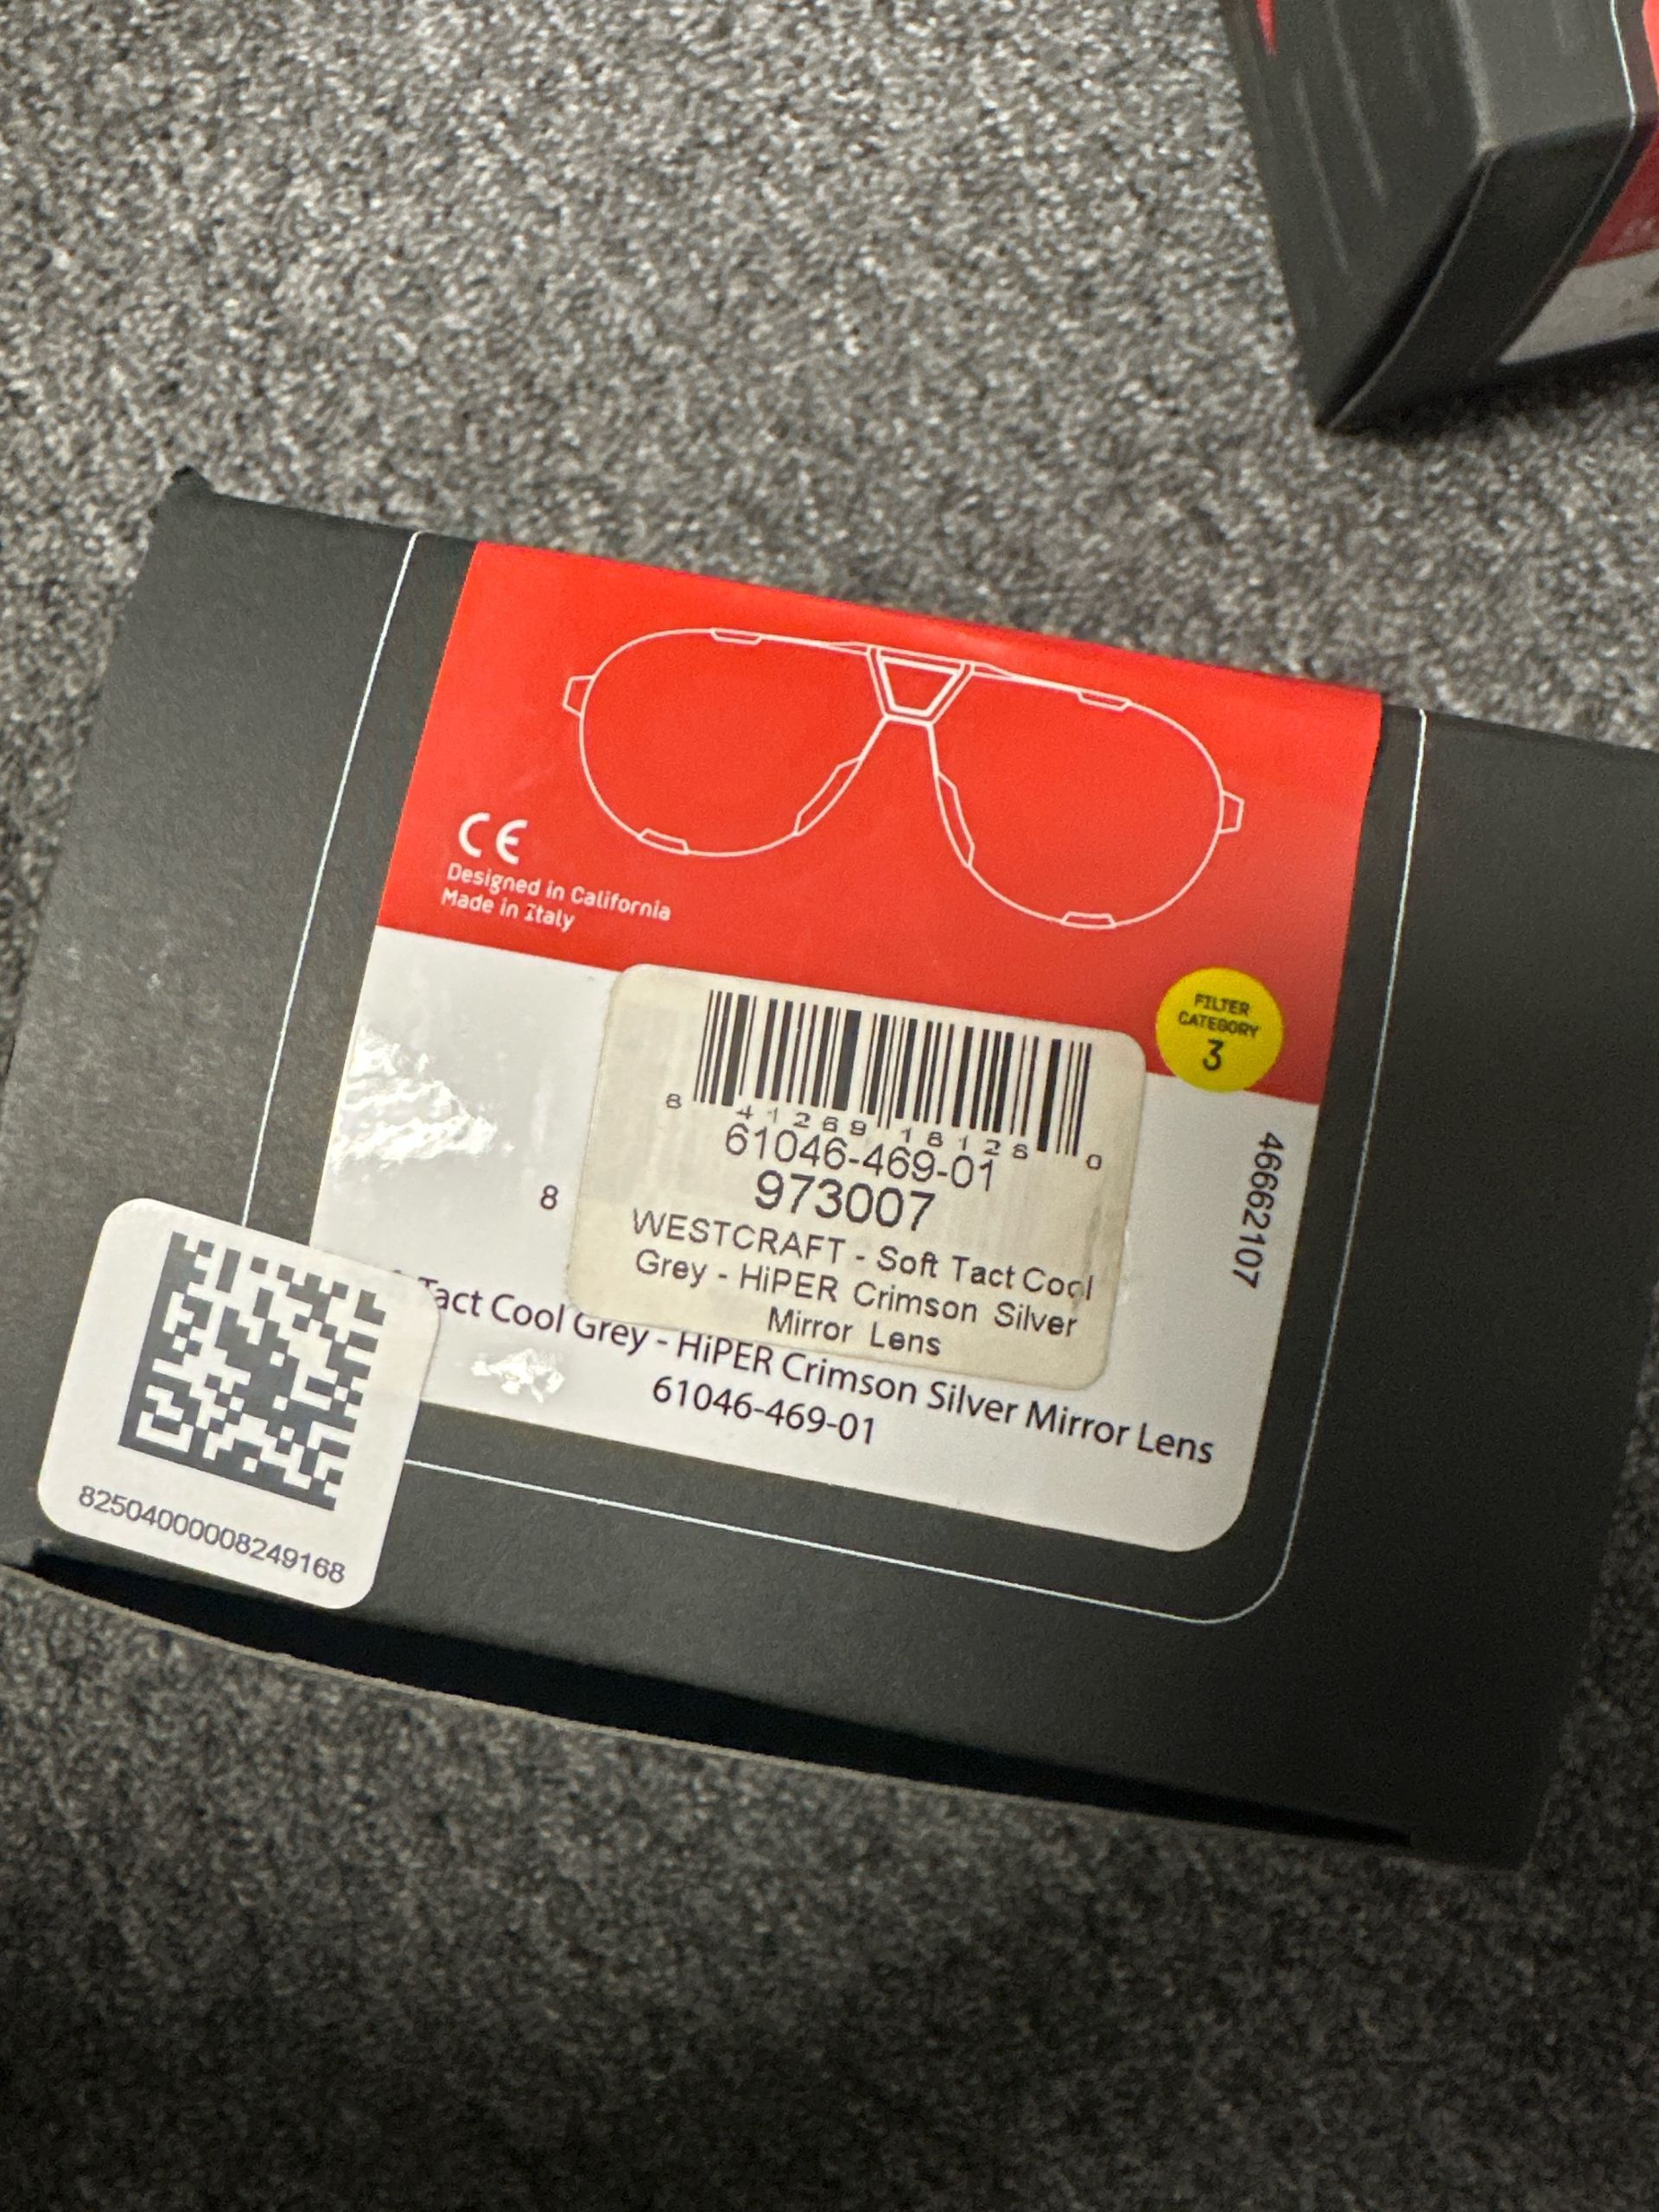 CE
Designed in California
Made in Italy
FILTER
CATEGORY
3
8 41269 18128 0
61046-469-01
973007
WESTCRAFT - Soft Tact Cool
Grey - HiPER Crimson Silver
Mirror Lens
46662107
8
Tact Cool Grey - HiPER Crimson Silver Mirror Lens
61046-469-01
8250400008249168